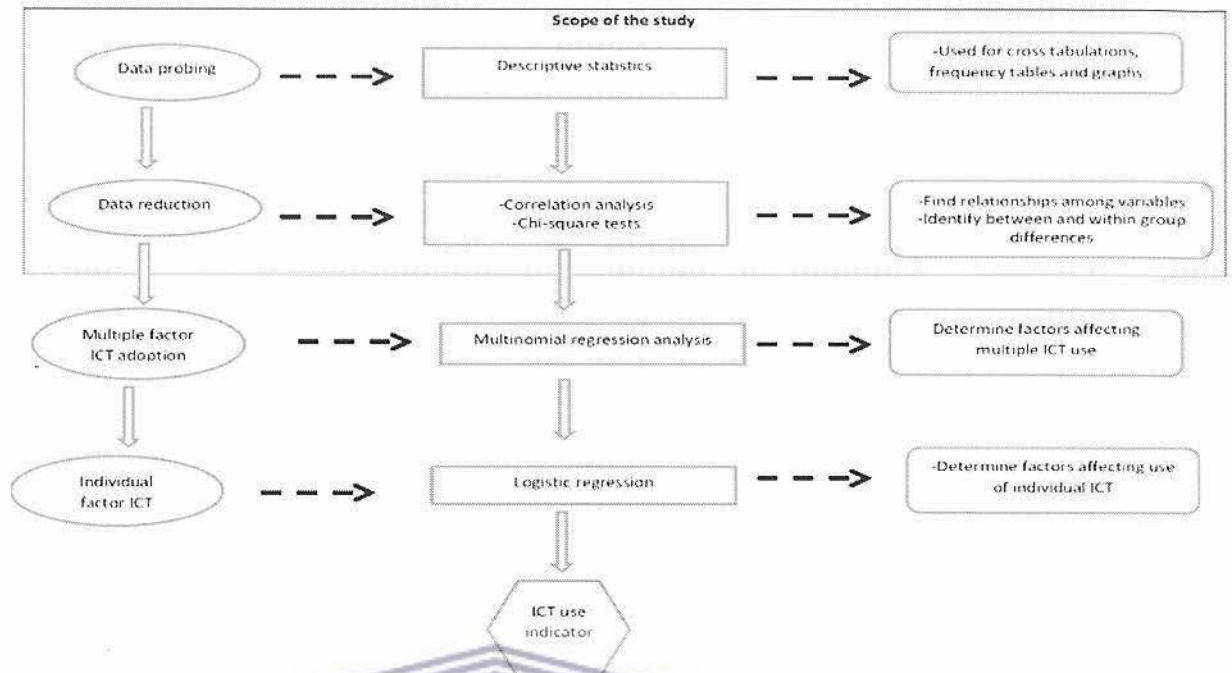 Scope of the study
Data probing
Descriptive statistics
-Used for cross tabulations,
frequency tables and graphs
Data reduction
-Correlation analysis
-Chi-square tests
-Find relationships among variables
-Identify between and within group
differences
Multiple factor
ICT adoption
Multinomial regression analysis
Determine factors affecting
multiple ICT use
Individual
factor ICT
Logistic regression
-Determine factors affecting use
of individual ICT
ICT use
indicator